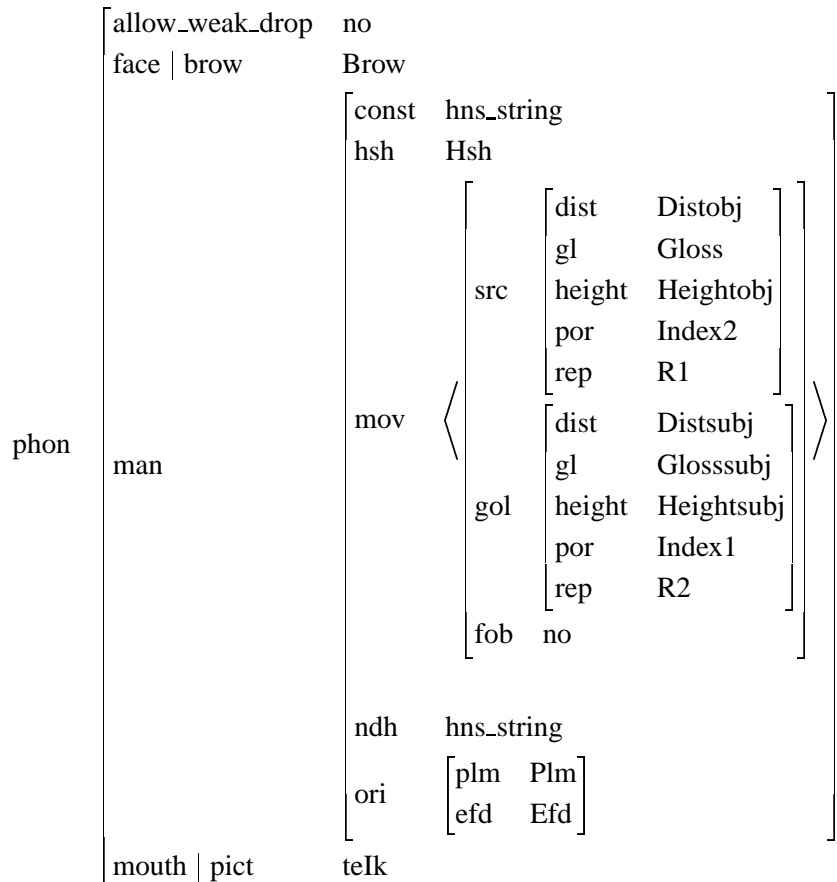 allow_weak_drop no
face | brow Brow
const hns_string
hsh Hsh
dist Distobj
gl Gloss
src height Heightobj
por Index2
rep R1
mov
dist Distsubj
phon
man
gl Glosssubj
gol height Heightsubj
por Index1
rep R2
fob no
ndh hns_string
ori plm Plm
efd Efd
mouth | pict teIk